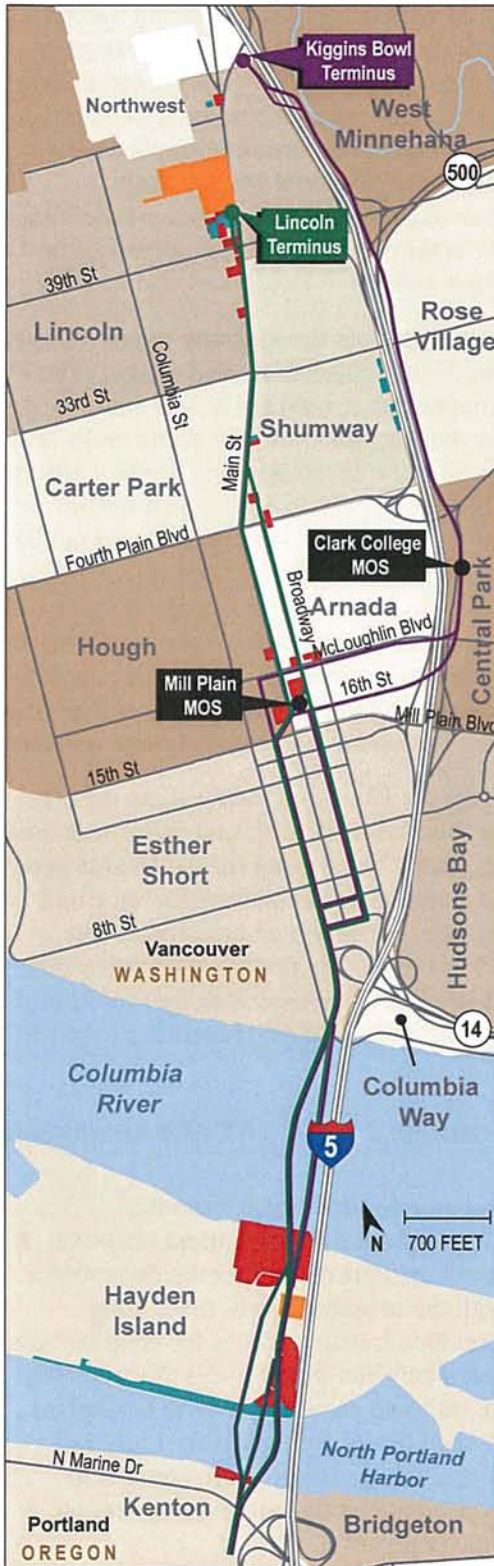 Kiggins Bowl
Terminus
Northwest
West
Minnehaha
500
Lincoln
Terminus
39th St
Lincoln
Columbia St
Rose
Village
33rd St
Main St
Shumway
Carter Park
Fourth Plain Blvd
Clark College
MOS
Broadway
Arnada
Central Park
McLoughlin Blvd
Hough
16th St
Mill Plain
MOS
Mill Plain Blvd
15th St
Esther
Short
Hudsons Bay
8th St
Vancouver
WASHINGTON
14
Columbia
River
Columbia
Way
5
N
700 FEET
Hayden
Island
North Portland
Harbor
N Marine Dr
Kenton
Portland
OREGON
Bridgeton